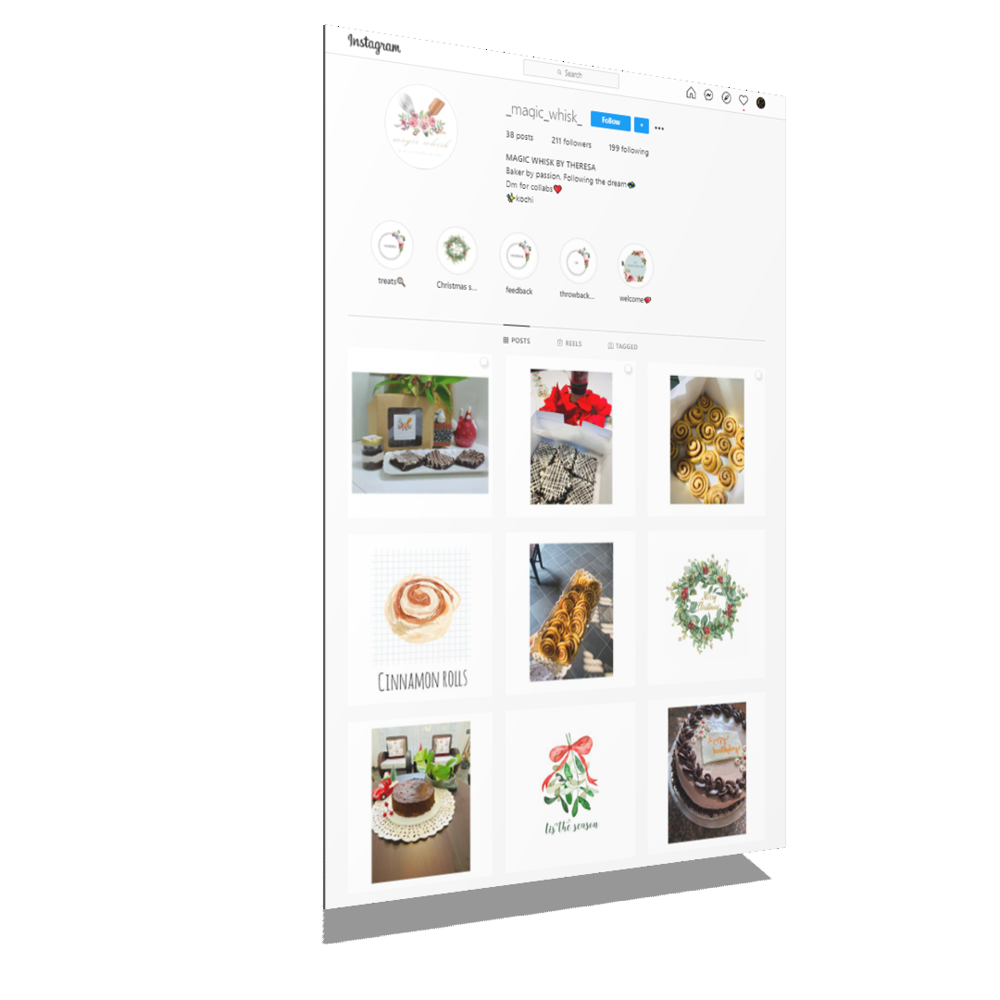 Instagram
Search
_magic_whisk_ Follow
38 posts 211 followers 199 following
magic whisk
MAGIC WHISK BY THERESA
Baker by passion, Following the dream
Dm for collabs
kochi
treats Christmas s... feedback throwback... welcome
POSTS REELS TAGGED
Merry
Christmas
CINNAMON ROLLS
happy
birthday!
tis the season